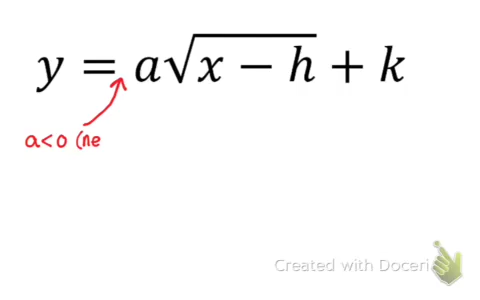 y = a√x − h + k
a<0 (ne
Created with Doceri